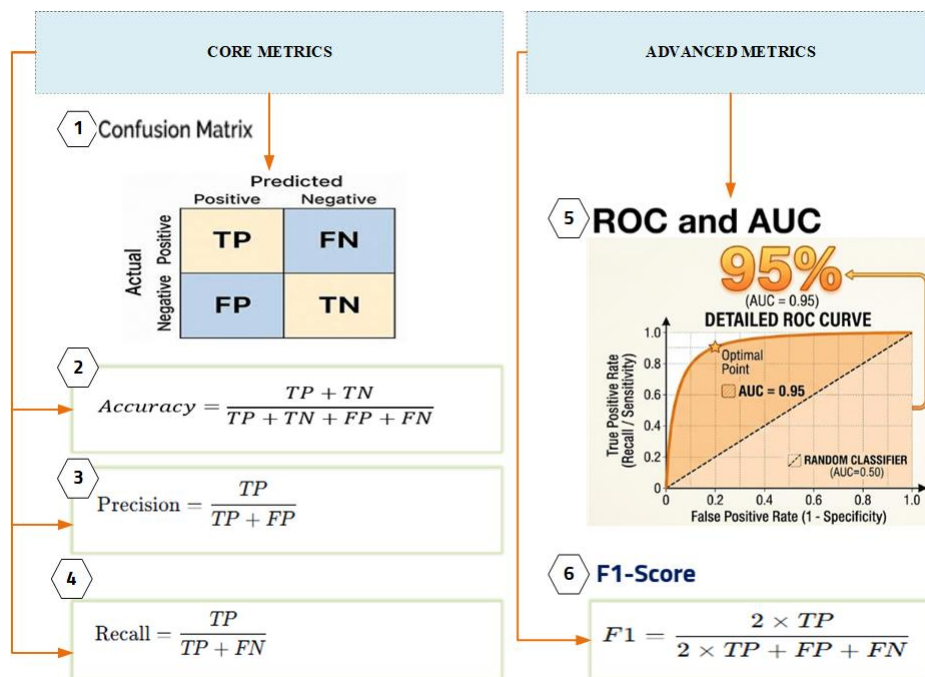 CORE METRICS
1 Confusion Matrix
Predicted
Positive Negative
Actual
Positive
Negative
TP FN
FP TN
2
Accuracy = \frac{TP + TN}{TP + TN + FP + FN}
3
Precision = \frac{TP}{TP + FP}
4
Recall = \frac{TP}{TP + FN}
ADVANCED METRICS
5 ROC and AUC
95%
(AUC = 0.95)
DETAILED ROC CURVE
True Positive Rate
(Recall / Sensitivity)
1.0
0.8
0.6
0.4
0.2
0
Optimal
Point
AUC = 0.95
RANDOM CLASSIFIER
(AUC=0.50)
0 0.2 0.4 0.6 0.8 1.0
False Positive Rate (1 - Specificity)
6 F1-Score
F1 = \frac{2 × TP}{2 × TP + FP + FN}